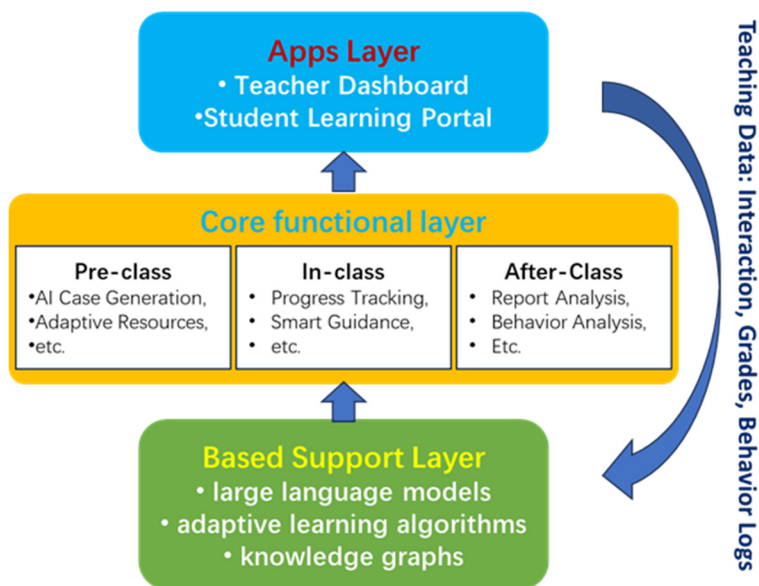 Apps Layer
• Teacher Dashboard
•Student Learning Portal
Core functional layer
Pre-class
•AI Case Generation,
•Adaptive Resources,
•etc.
In-class
• Progress Tracking,
• Smart Guidance,
• etc.
After-Class
• Report Analysis,
• Behavior Analysis,
• Etc.
Based Support Layer
• large language models
• adaptive learning algorithms
• knowledge graphs
Teaching Data: Interaction, Grades, Behavior Logs